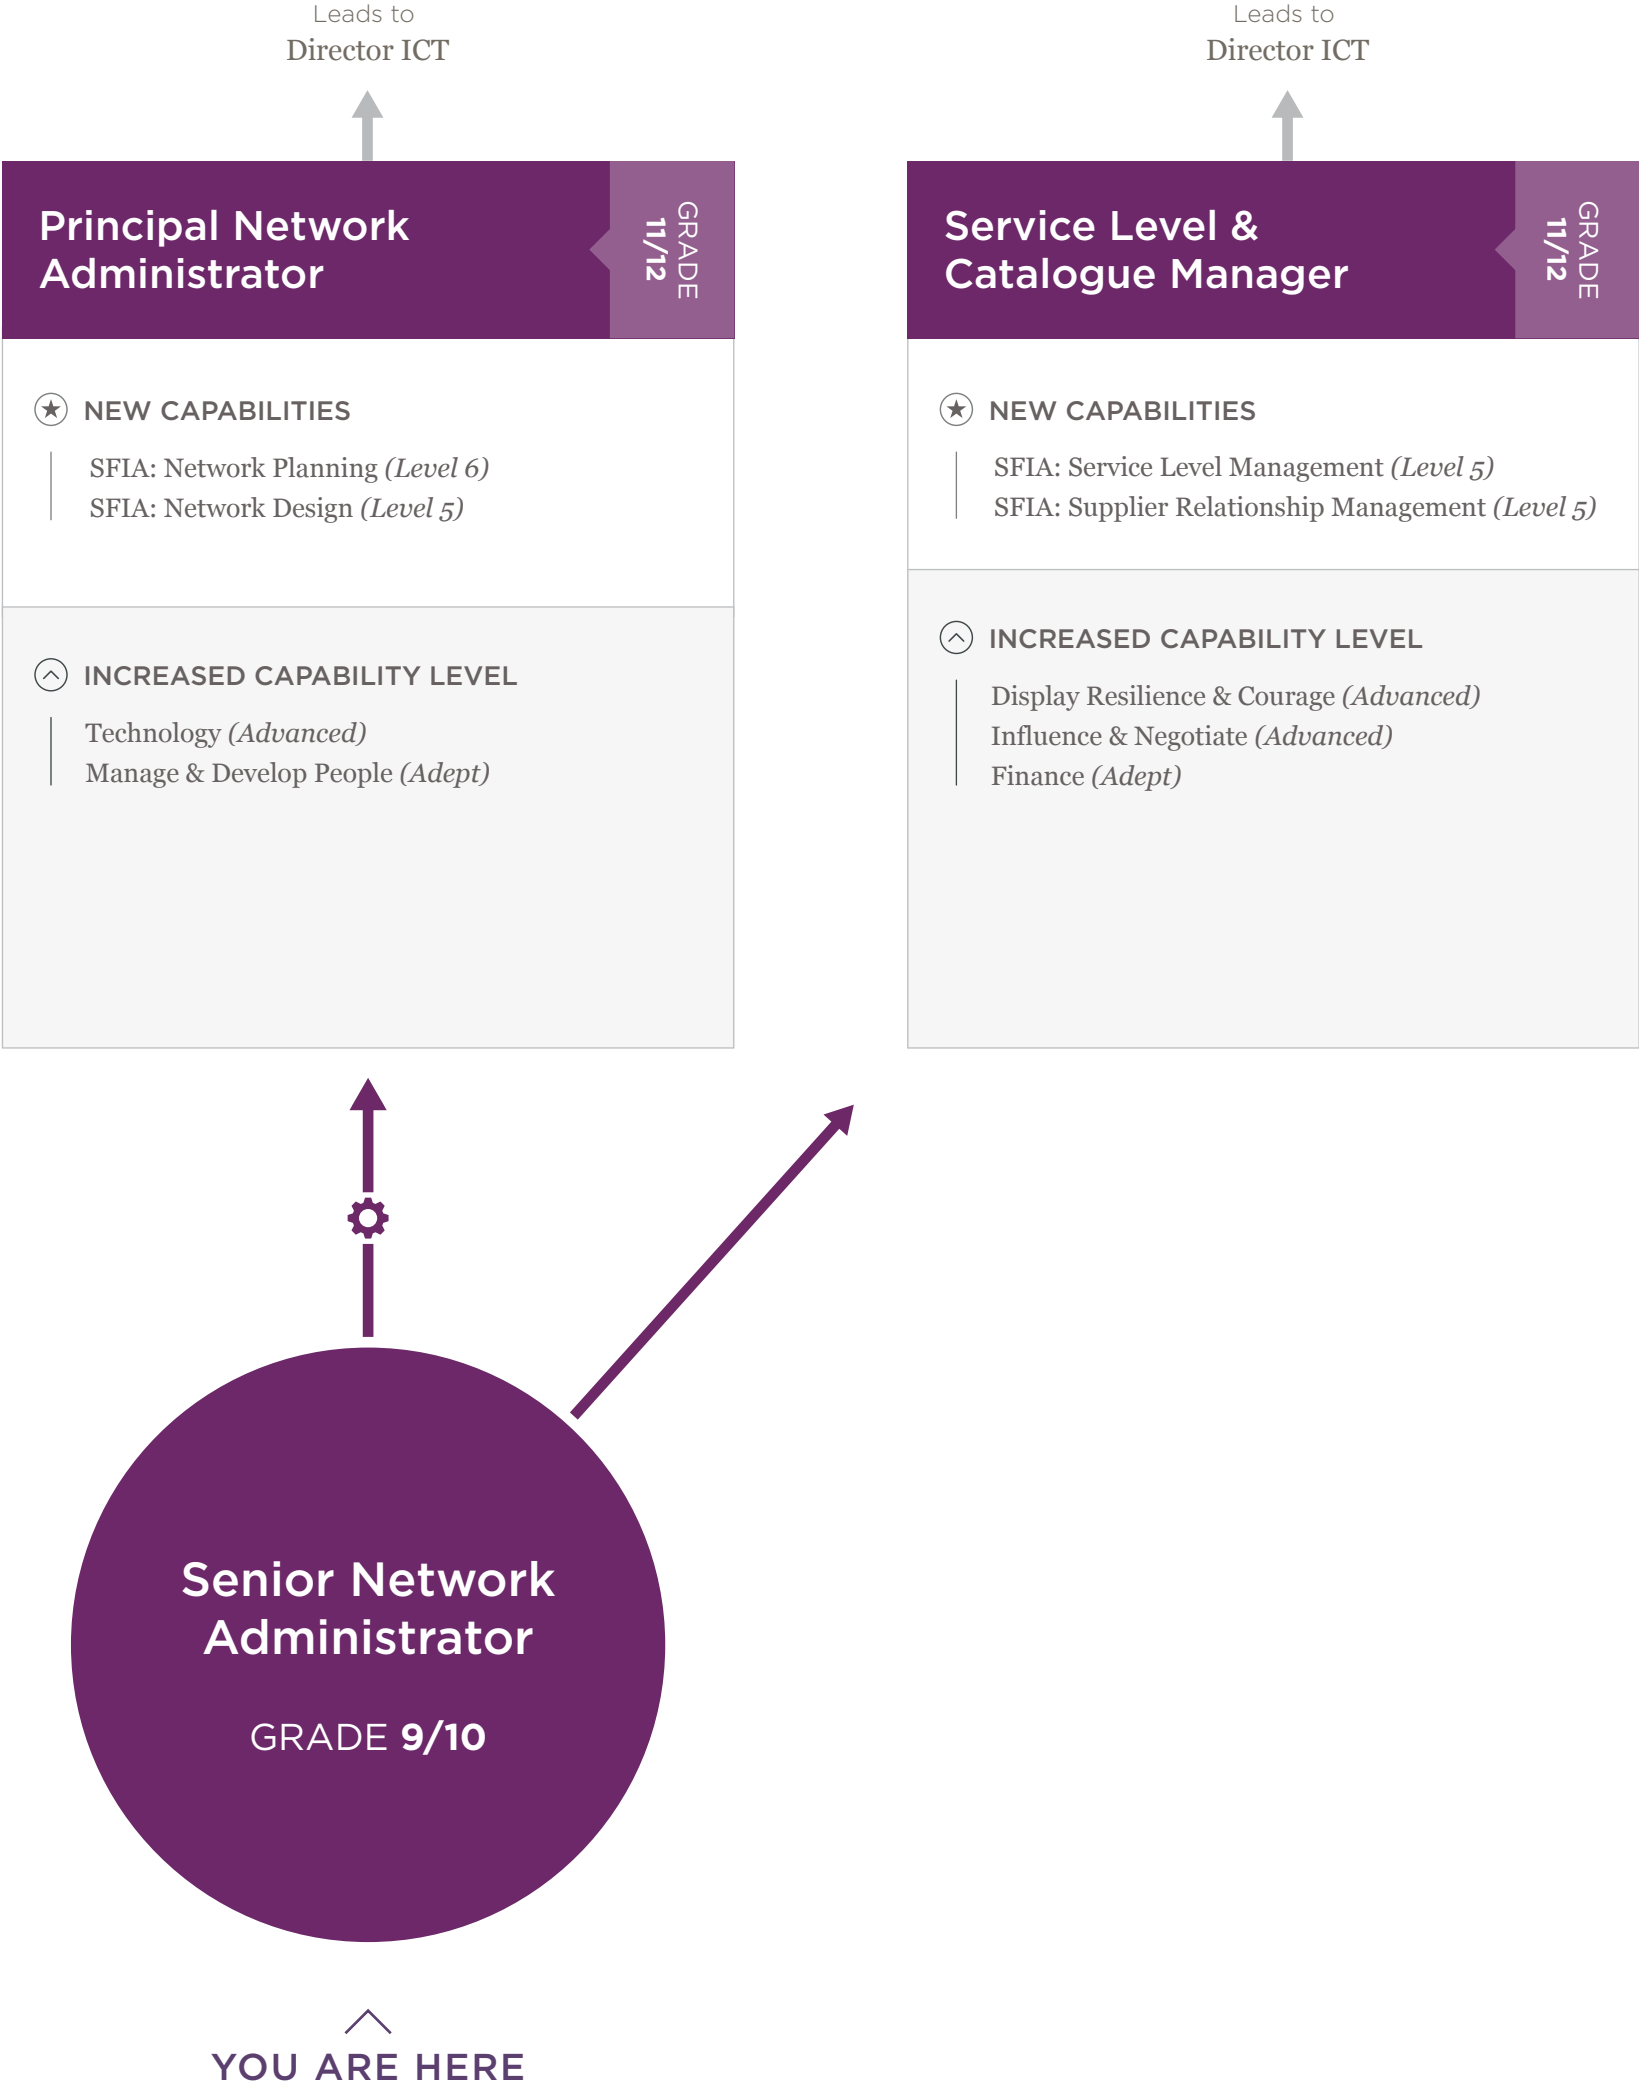 Leads to
Director ICT
Principal Network
Administrator
GRADE
11/12
NEW CAPABILITIES
SFIA: Network Planning (Level 6)
SFIA: Network Design (Level 5)
INCREASED CAPABILITY LEVEL
Technology (Advanced)
Manage & Develop People (Adept)
Leads to
Director ICT
Service Level &
Catalogue Manager
GRADE
11/12
NEW CAPABILITIES
SFIA: Service Level Management (Level 5)
SFIA: Supplier Relationship Management (Level 5)
INCREASED CAPABILITY LEVEL
Display Resilience & Courage (Advanced)
Influence & Negotiate (Advanced)
Finance (Adept)
Senior Network
Administrator
GRADE 9/10
YOU ARE HERE